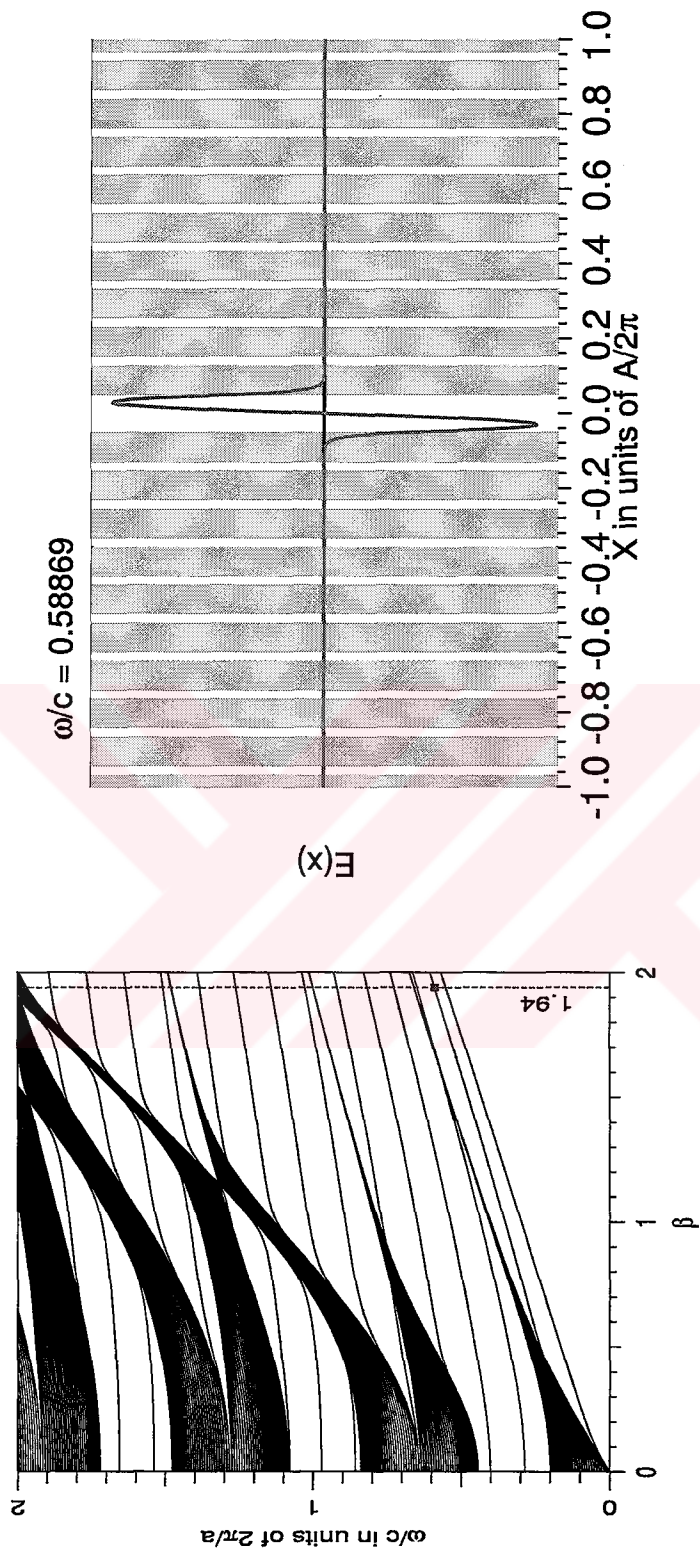 ω/c = 0.58869
E(x)
-1.0 -0.8 -0.6 -0.4 -0.2 0.0 0.2 0.4 0.6 0.8 1.0
X in units of A/2π
ω/c in units of 2π/a
2
1
0
1.94
0 1 2
β